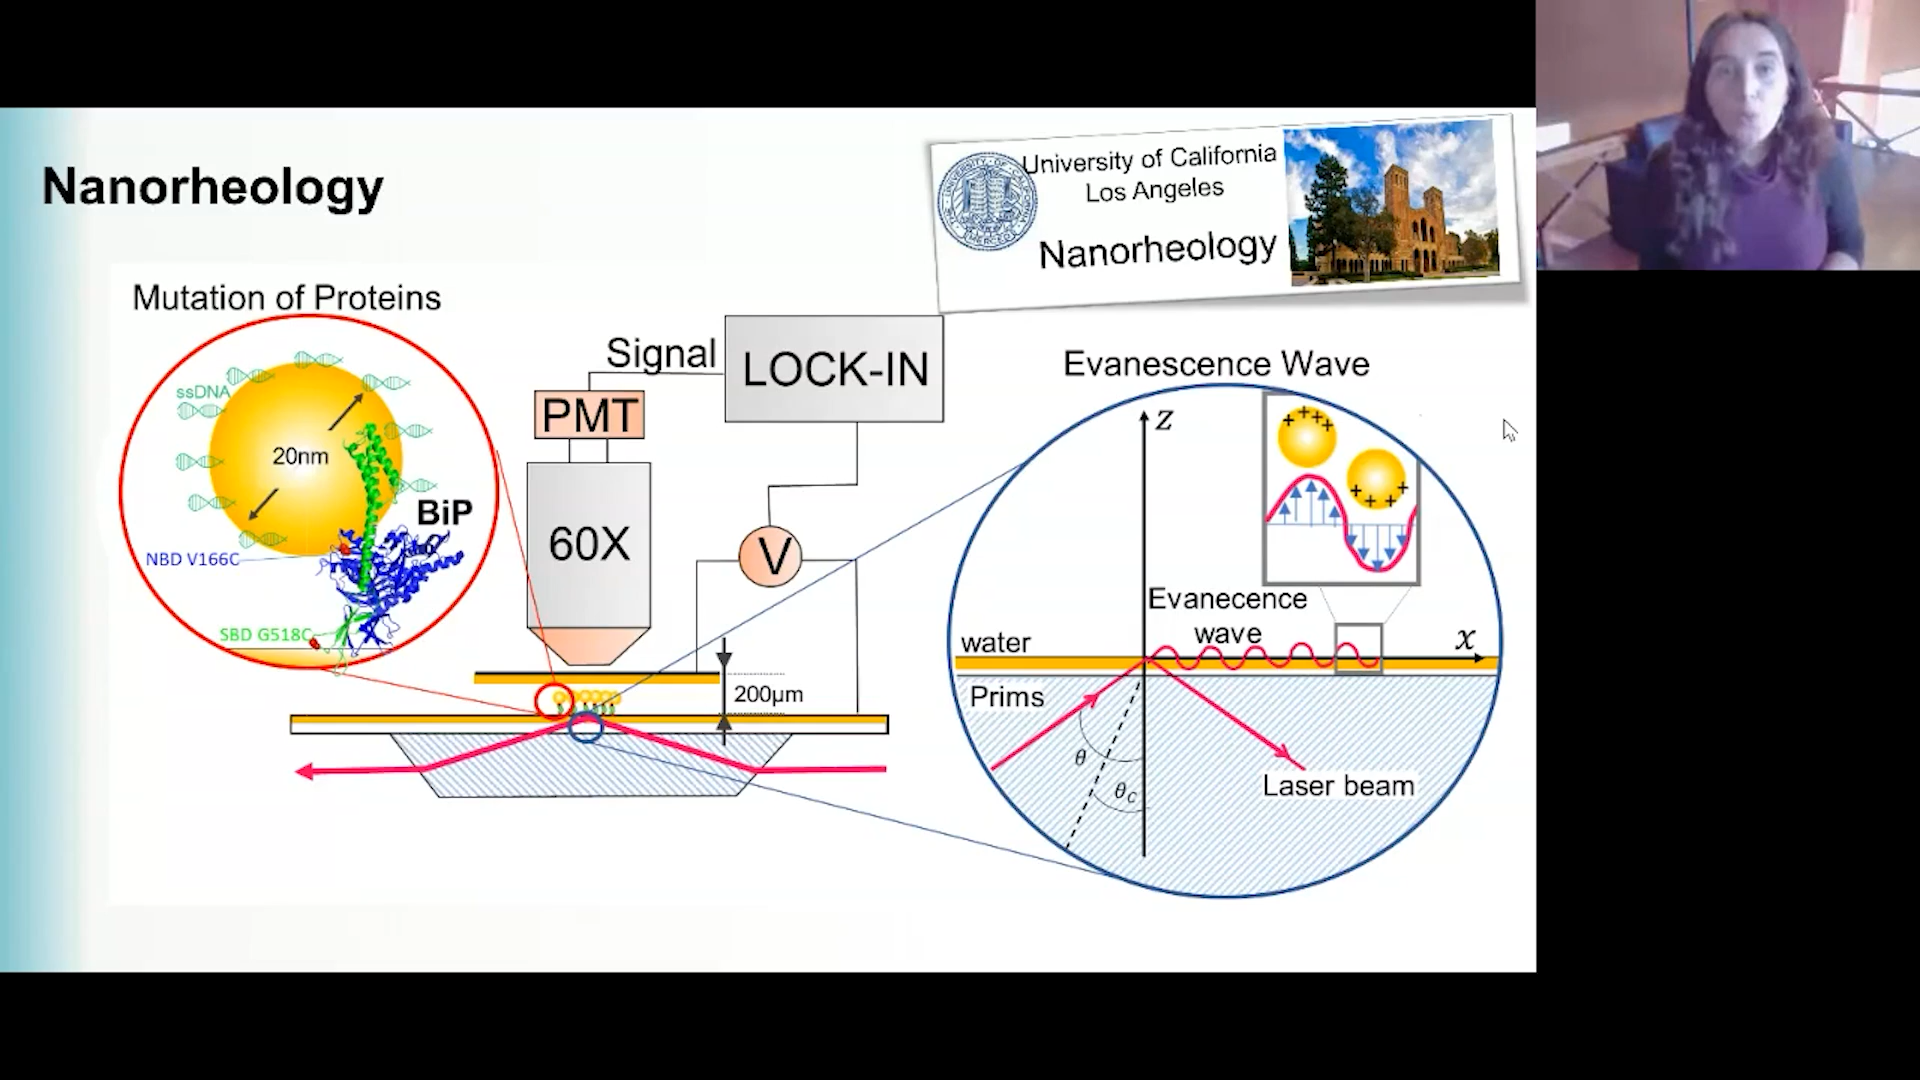 Nanorheology
University of California
Los Angeles
Nanorheology
Mutation of Proteins
ssDNA
20nm
BiP
NBD V166C
SBD G518C
Signal
LOCK-IN
PMT
60X
V
200µm
Evanescence Wave
z
+ + + + +
+ + + +
Evanecence
wave
water
x
Prims
θ
θc
Laser beam